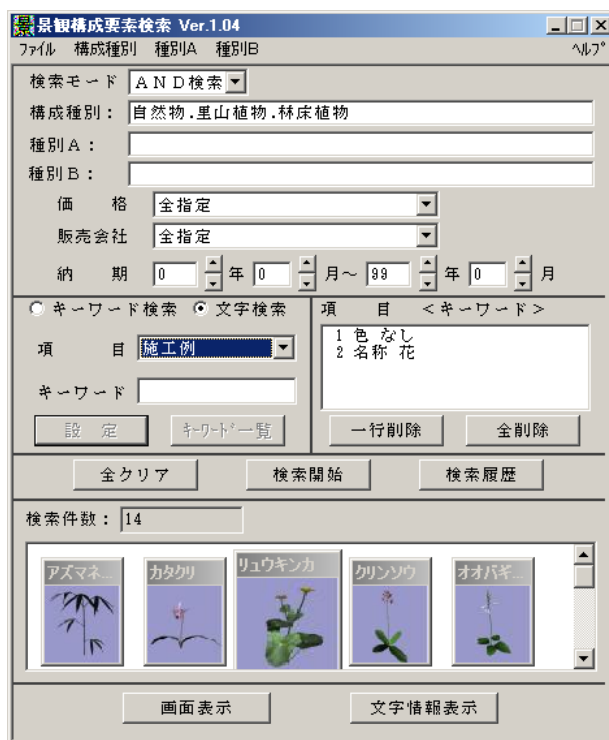 景 景観構成要素検索 Ver.1.04
ファイル 構成種別 種別A 種別B ヘルプ
検索モード AND検索
構成種別: 自然物.里山植物.林床植物
種別A:
種別B:
価格 全指定
販売会社 全指定
納期 0 年 0 月~ 99 年 0 月
キーワード検索 文字検索
項目 <キーワード>
項目 施工例
1 色 なし
2 名称 花
キーワード
設定 キーワード一覧
一行削除 全削除
全クリア 検索開始 検索履歴
検索件数: 14
アズマネ... カタクリ リュウキンカ クリンソウ オオバギ...
画面表示 文字情報表示